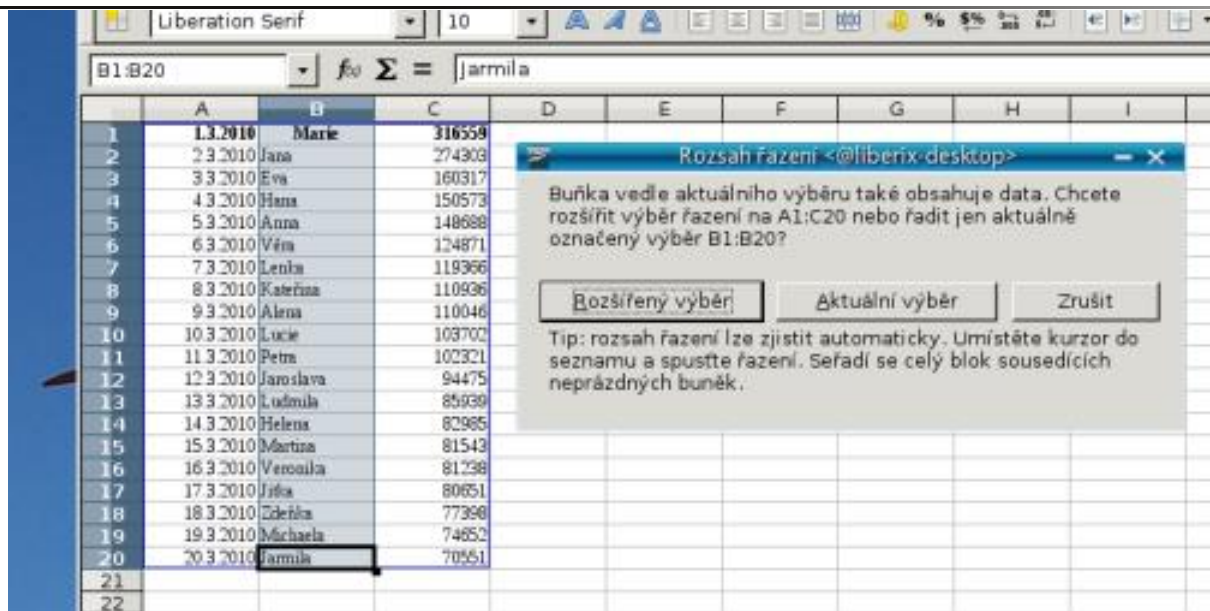 Liberation Serif 10
B1:B20 f(x) Σ = Jarmila
A B C D E F G H I
1 1.3.2010 Marie 316559
2 2.3.2010 Jana 274303
3 3.3.2010 Eva 160317
4 4.3.2010 Hana 150573
5 5.3.2010 Anna 148688
6 6.3.2010 Věra 124871
7 7.3.2010 Lenka 119366
8 8.3.2010 Kateřina 110936
9 9.3.2010 Alena 110046
10 10.3.2010 Lucie 103702
11 11.3.2010 Petra 102321
12 12.3.2010 Jaroslava 94475
13 13.3.2010 Ludmila 85939
14 14.3.2010 Helena 82985
15 15.3.2010 Martina 81543
16 16.3.2010 Veronika 81238
17 17.3.2010 Jitka 80651
18 18.3.2010 Zdeňka 77398
19 19.3.2010 Michaela 74652
20 20.3.2010 Jarmila 70551
21
22
Rozsah řazení <@liberix-desktop>
Buňka vedle aktuálního výběru také obsahuje data. Chcete
rozšířit výběr řazení na A1:C20 nebo řadit jen aktuálně
označený výběr B1:B20?
Rozšířený výběr Aktuální výběr Zrušit
Tip: rozsah řazení lze zjistit automaticky. Umístěte kurzor do
seznamu a spusťte řazení. Seřadí se celý blok sousedících
neprázdných buněk.